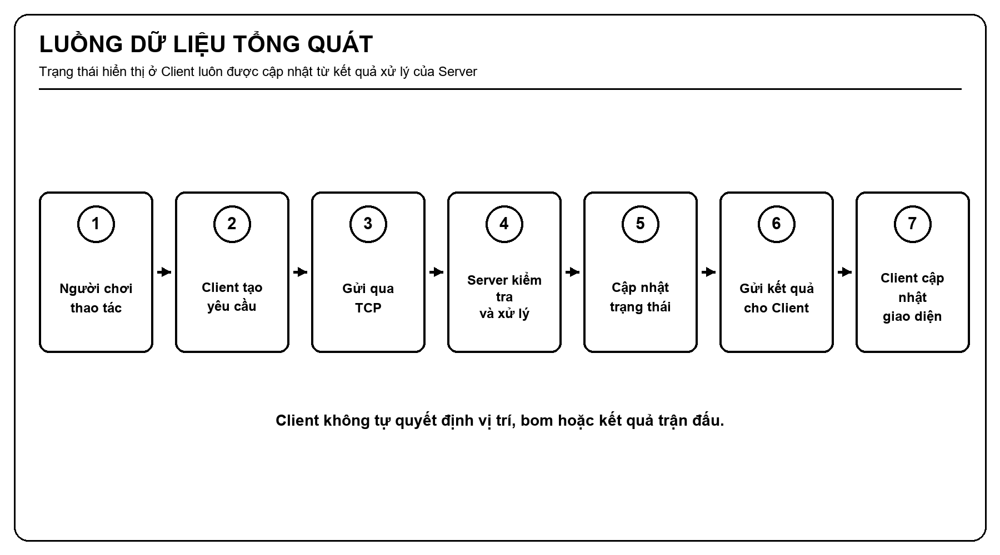 LUỒNG DỮ LIỆU TỔNG QUÁT
Trạng thái hiển thị ở Client luôn được cập nhật từ kết quả xử lý của Server
1
Người chơi
thao tác
2
Client tạo
yêu cầu
3
Gửi qua
TCP
4
Server kiểm
tra
và xử lý
5
Cập nhật
trạng thái
6
Gửi kết quả
cho Client
7
Client cập
nhật
giao diện
Client không tự quyết định vị trí, bom hoặc kết quả trận đấu.